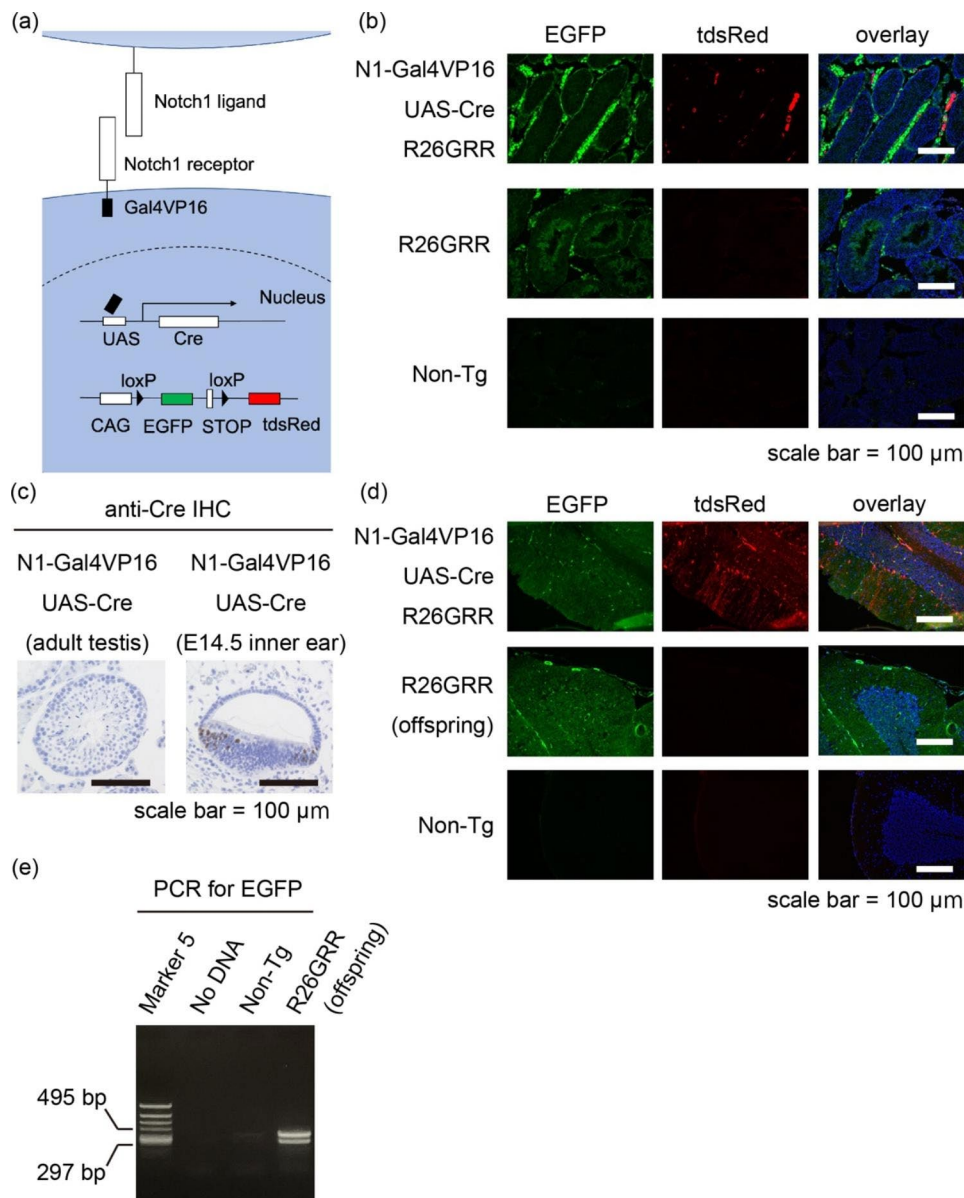 (a)
Notch1 ligand
Notch1 receptor
Gal4VP16
Nucleus
UAS
Cre
loxP
loxP
CAG
EGFP
STOP
tdsRed
(b)
EGFP
tdsRed
overlay
N1-Gal4VP16
UAS-Cre
R26GRR
R26GRR
Non-Tg
scale bar = 100 μm
(c)
anti-Cre IHC
N1-Gal4VP16
UAS-Cre
(adult testis)
N1-Gal4VP16
UAS-Cre
(E14.5 inner ear)
scale bar = 100 μm
(d)
EGFP
tdsRed
overlay
N1-Gal4VP16
UAS-Cre
R26GRR
R26GRR
(offspring)
Non-Tg
scale bar = 100 μm
(e)
PCR for EGFP
Marker 5
No DNA
Non-Tg
R26GRR
(offspring)
495 bp
297 bp